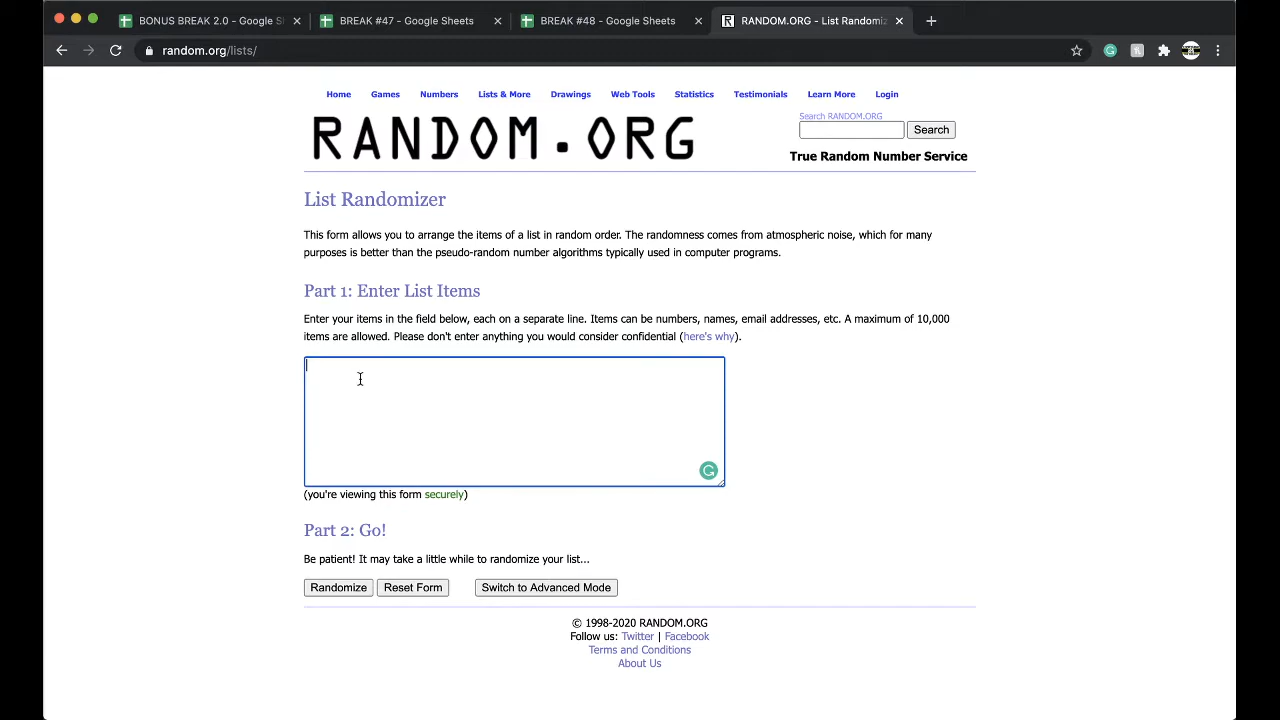 BONUS BREAK 2.0 - Google S
BREAK #47 - Google Sheets
BREAK #48 - Google Sheets
RANDOM.ORG - List Randomiz
random.org/lists/
Home Games Numbers Lists & More Drawings Web Tools Statistics Testimonials Learn More Login
RANDOM.ORG
Search RANDOM.ORG
Search
True Random Number Service
List Randomizer
This form allows you to arrange the items of a list in random order. The randomness comes from atmospheric noise, which for many
purposes is better than the pseudo-random number algorithms typically used in computer programs.
Part 1: Enter List Items
Enter your items in the field below, each on a separate line. Items can be numbers, names, email addresses, etc. A maximum of 10,000
items are allowed. Please don't enter anything you would consider confidential (here's why).
(you're viewing this form securely)
Part 2: Go!
Be patient! It may take a little while to randomize your list...
Randomize Reset Form Switch to Advanced Mode
© 1998-2020 RANDOM.ORG
Follow us: Twitter | Facebook
Terms and Conditions
About Us